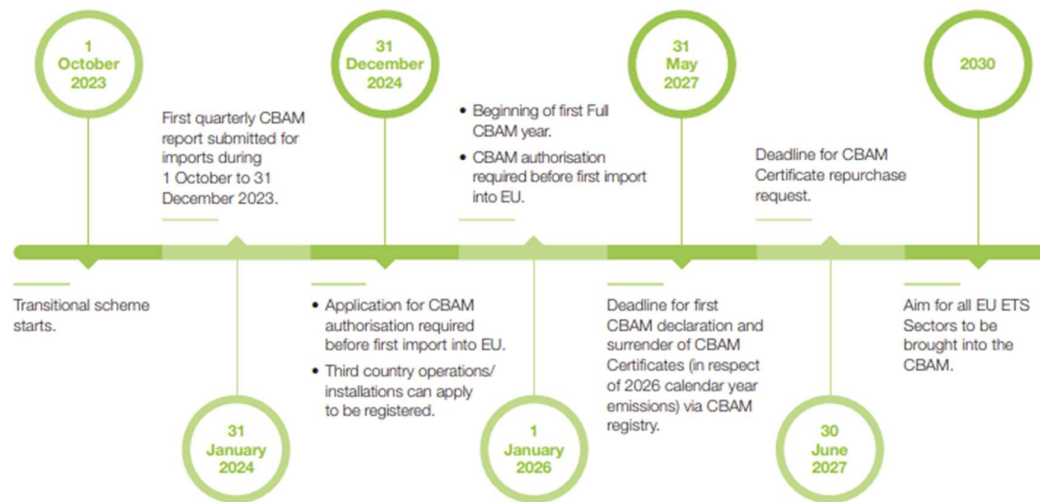 1
October
2023
Transitional scheme
starts.
First quarterly CBAM
report submitted for
imports during
1 October to 31
December 2023.
31
January
2024
31
December
2024
• Application for CBAM
authorisation required
before first import into EU.
• Third country operations/
installations can apply
to be registered.
• Beginning of first Full
CBAM year.
• CBAM authorisation
required before first import
into EU.
1
January
2026
31
May
2027
Deadline for first
CBAM declaration and
surrender of CBAM
Certificates (in respect
of 2026 calendar year
emissions) via CBAM
registry.
Deadline for CBAM
Certificate repurchase
request.
30
June
2027
2030
Aim for all EU ETS
Sectors to be
brought into the
CBAM.